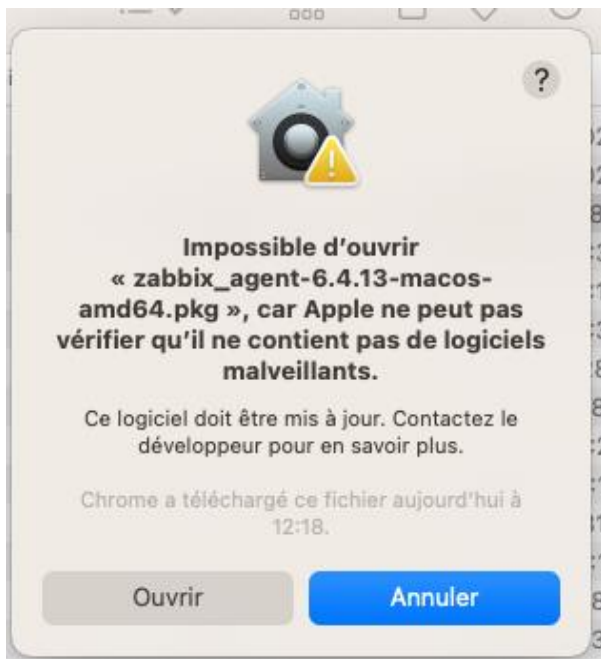 ?
Impossible d'ouvrir
« zabbix_agent-6.4.13-macos-
amd64.pkg », car Apple ne peut pas
vérifier qu'il ne contient pas de logiciels
malveillants.
Ce logiciel doit être mis à jour. Contactez le
développeur pour en savoir plus.
Chrome a téléchargé ce fichier aujourd'hui à
12:18.
Ouvrir
Annuler